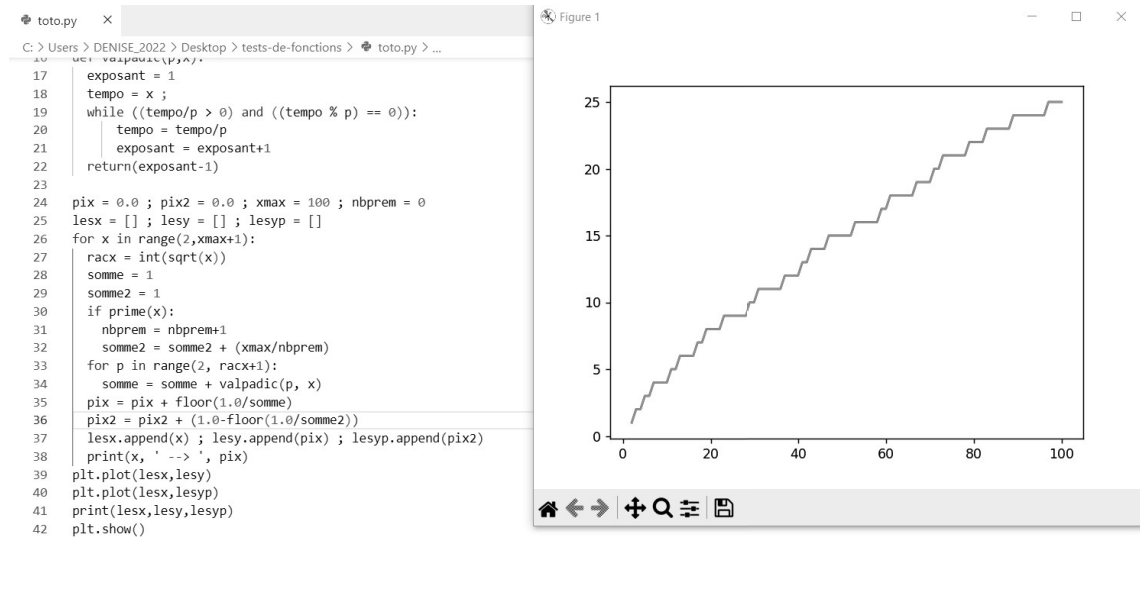 toto.py ×
C: > Users > DENISE_2022 > Desktop > tests-de-fonctions > toto.py > ...
16 def valpadic(p,x):
17 exposant = 1
18 tempo = x ;
19 while ((tempo/p > 0) and ((tempo % p) == 0)):
20 tempo = tempo/p
21 exposant = exposant+1
22 return(exposant-1)
23
24 pix = 0.0 ; pix2 = 0.0 ; xmax = 100 ; nbprem = 0
25 lesx = [] ; lesy = [] ; lesyp = []
26 for x in range(2,xmax+1):
27 racx = int(sqrt(x))
28 somme = 1
29 somme2 = 1
30 if prime(x):
31 nbprem = nbprem+1
32 somme2 = somme2 + (xmax/nbprem)
33 for p in range(2, racx+1):
34 somme = somme + valpadic(p, x)
35 pix = pix + floor(1.0/somme)
36 pix2 = pix2 + (1.0-floor(1.0/somme2))
37 lesx.append(x) ; lesy.append(pix) ; lesyp.append(pix2)
38 print(x, ' --> ', pix)
39 plt.plot(lesx,lesy)
40 plt.plot(lesx,lesyp)
41 print(lesx,lesy,lesyp)
42 plt.show()
Figure 1
25
20
15
10
5
0
0 20 40 60 80 100